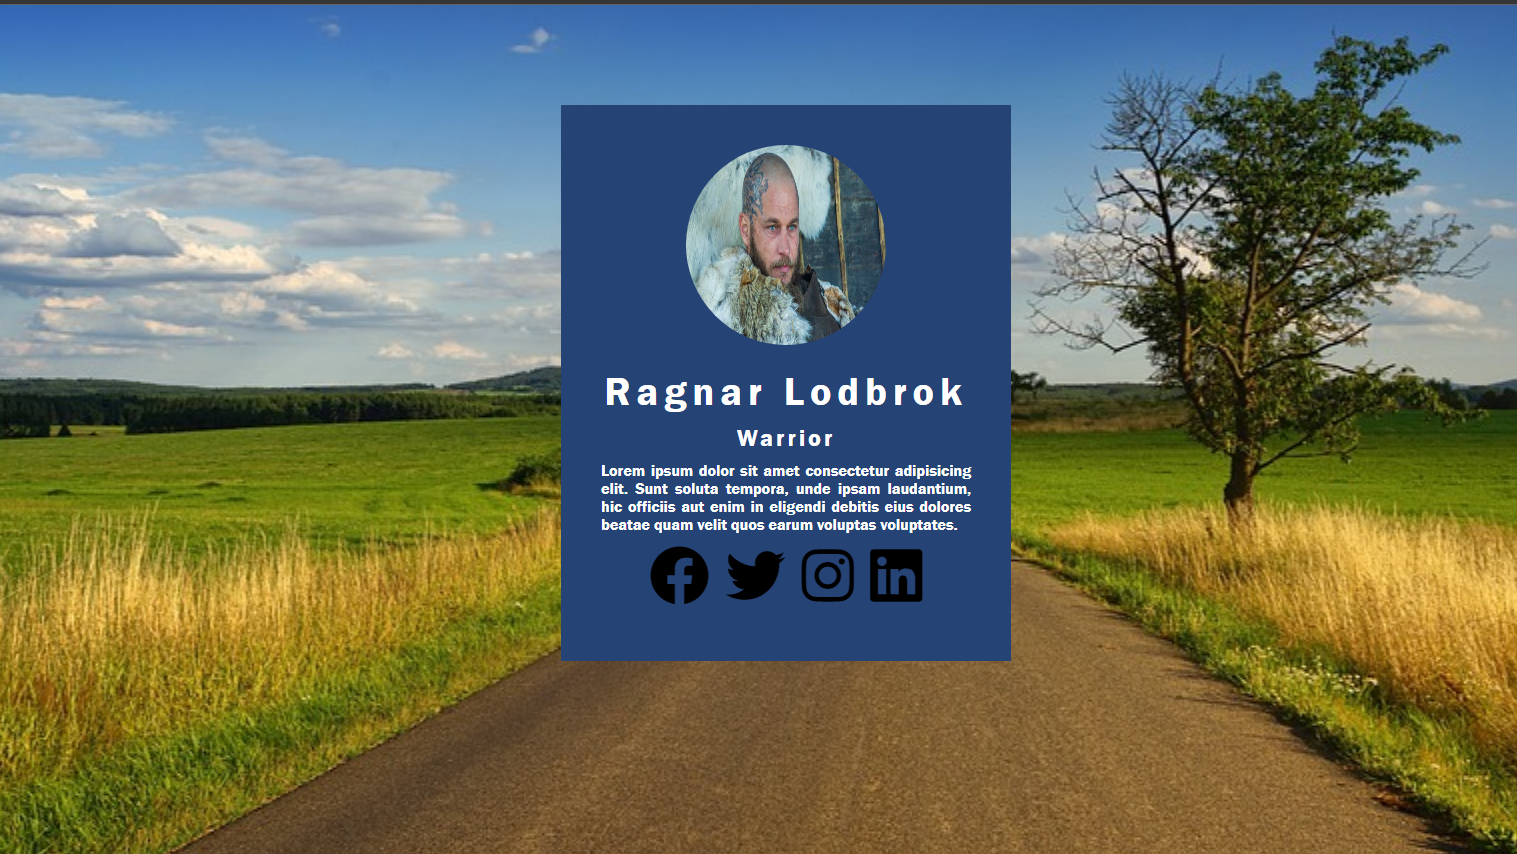 Ragnar Lodbrok
Warrior
Lorem ipsum dolor sit amet consectetur adipisicing
elit. Sunt soluta tempora, unde ipsam laudantium,
hic officiis aut enim in eligendi debitis eius dolores
beatae quam velit quos earum voluptas voluptates.
in